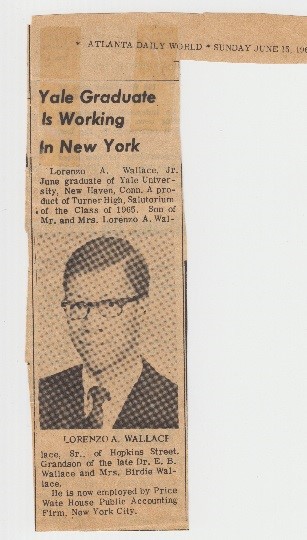 * ATLANTA DAILY WORLD * SUNDAY JUNE 15, 196
Yale Graduate
Is Working
In New York
Lorenzo A. Wallace, Jr.
June graduate of Yale Univer-
sity, New Haven, Conn. A pro-
duct of Turner High, Salutorium
of the Class of 1965. Son of
Mr. and Mrs. Lorenzo A. Wal-
LORENZO A. WALLACE
lace, Sr., of Hopkins Street.
Grandson of the late Dr. E. B.
Wallace and Mrs. Birdie Wal-
lace.
He is now employed by Price
Wate House Public Accounting
Firm, New York City.